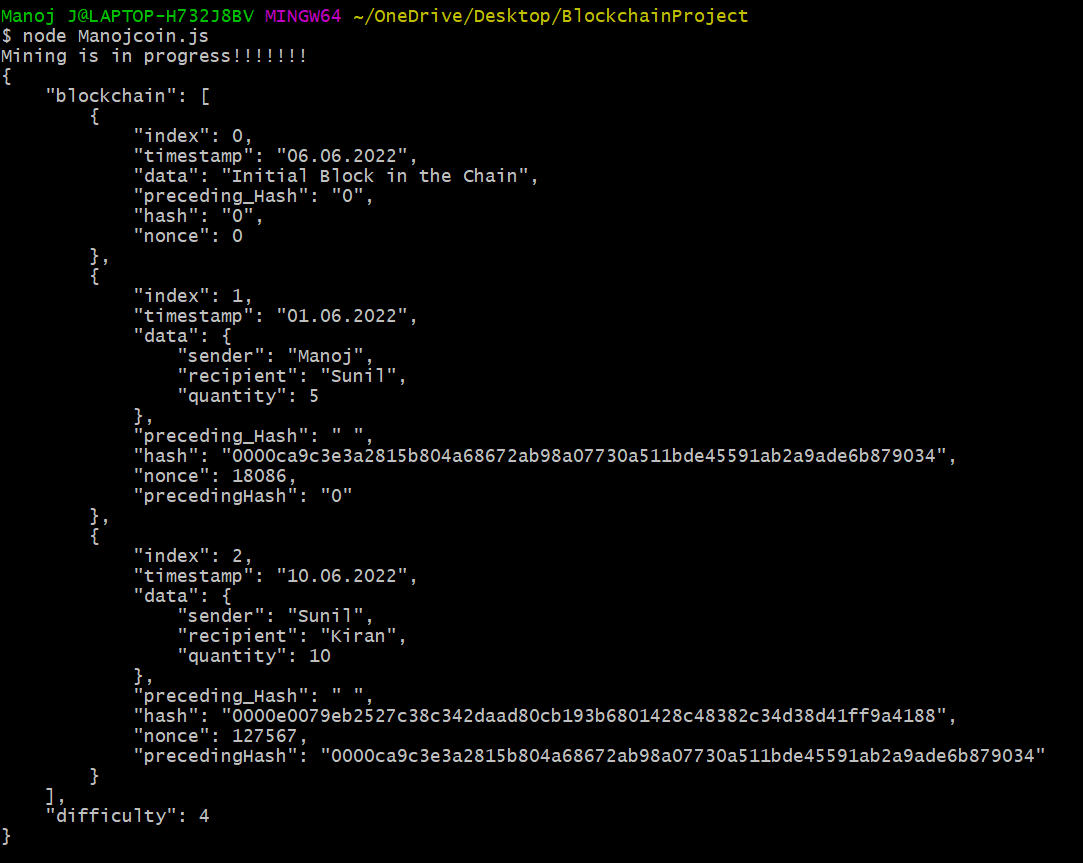 Manoj J@LAPTOP-H732J8BV MINGW64 ~/OneDrive/Desktop/BlockchainProject
$ node Manojcoin.js
Mining is in progress!!!!!!!
{
    "blockchain": [
        {
            "index": 0,
            "timestamp": "06.06.2022",
            "data": "Initial Block in the Chain",
            "preceding_Hash": "0",
            "hash": "0",
            "nonce": 0
        },
        {
            "index": 1,
            "timestamp": "01.06.2022",
            "data": {
                "sender": "Manoj",
                "recipient": "Sunil",
                "quantity": 5
            },
            "preceding_Hash": " ",
            "hash": "0000ca9c3e3a2815b804a68672ab98a07730a511bde45591ab2a9ade6b879034",
            "nonce": 18086,
            "precedingHash": "0"
        },
        {
            "index": 2,
            "timestamp": "10.06.2022",
            "data": {
                "sender": "Sunil",
                "recipient": "Kiran",
                "quantity": 10
            },
            "preceding_Hash": " ",
            "hash": "0000e0079eb2527c38c342daad80cb193b6801428c48382c34d38d41ff9a4188",
            "nonce": 127567,
            "precedingHash": "0000ca9c3e3a2815b804a68672ab98a07730a511bde45591ab2a9ade6b879034"
        }
    ],
    "difficulty": 4
}